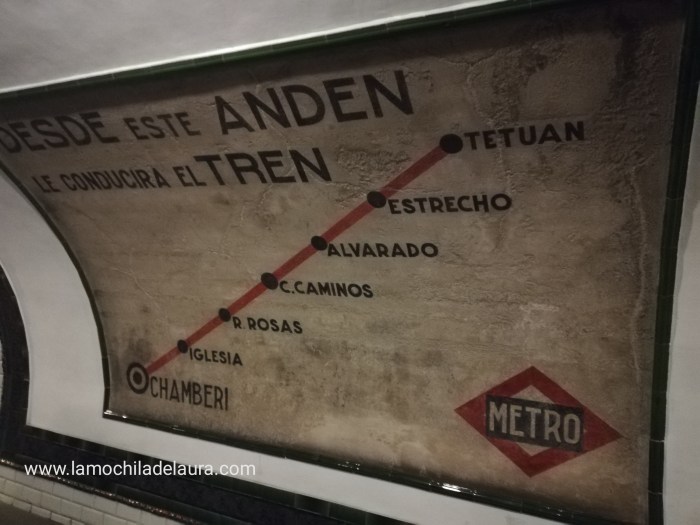 DESDE ESTE ANDEN
LE CONDUCIRA EL TREN
TETUAN
ESTRECHO
ALVARADO
C. CAMINOS
R. ROSAS
IGLESIA
CHAMBERI
METRO
www.lamochiladelaura.com